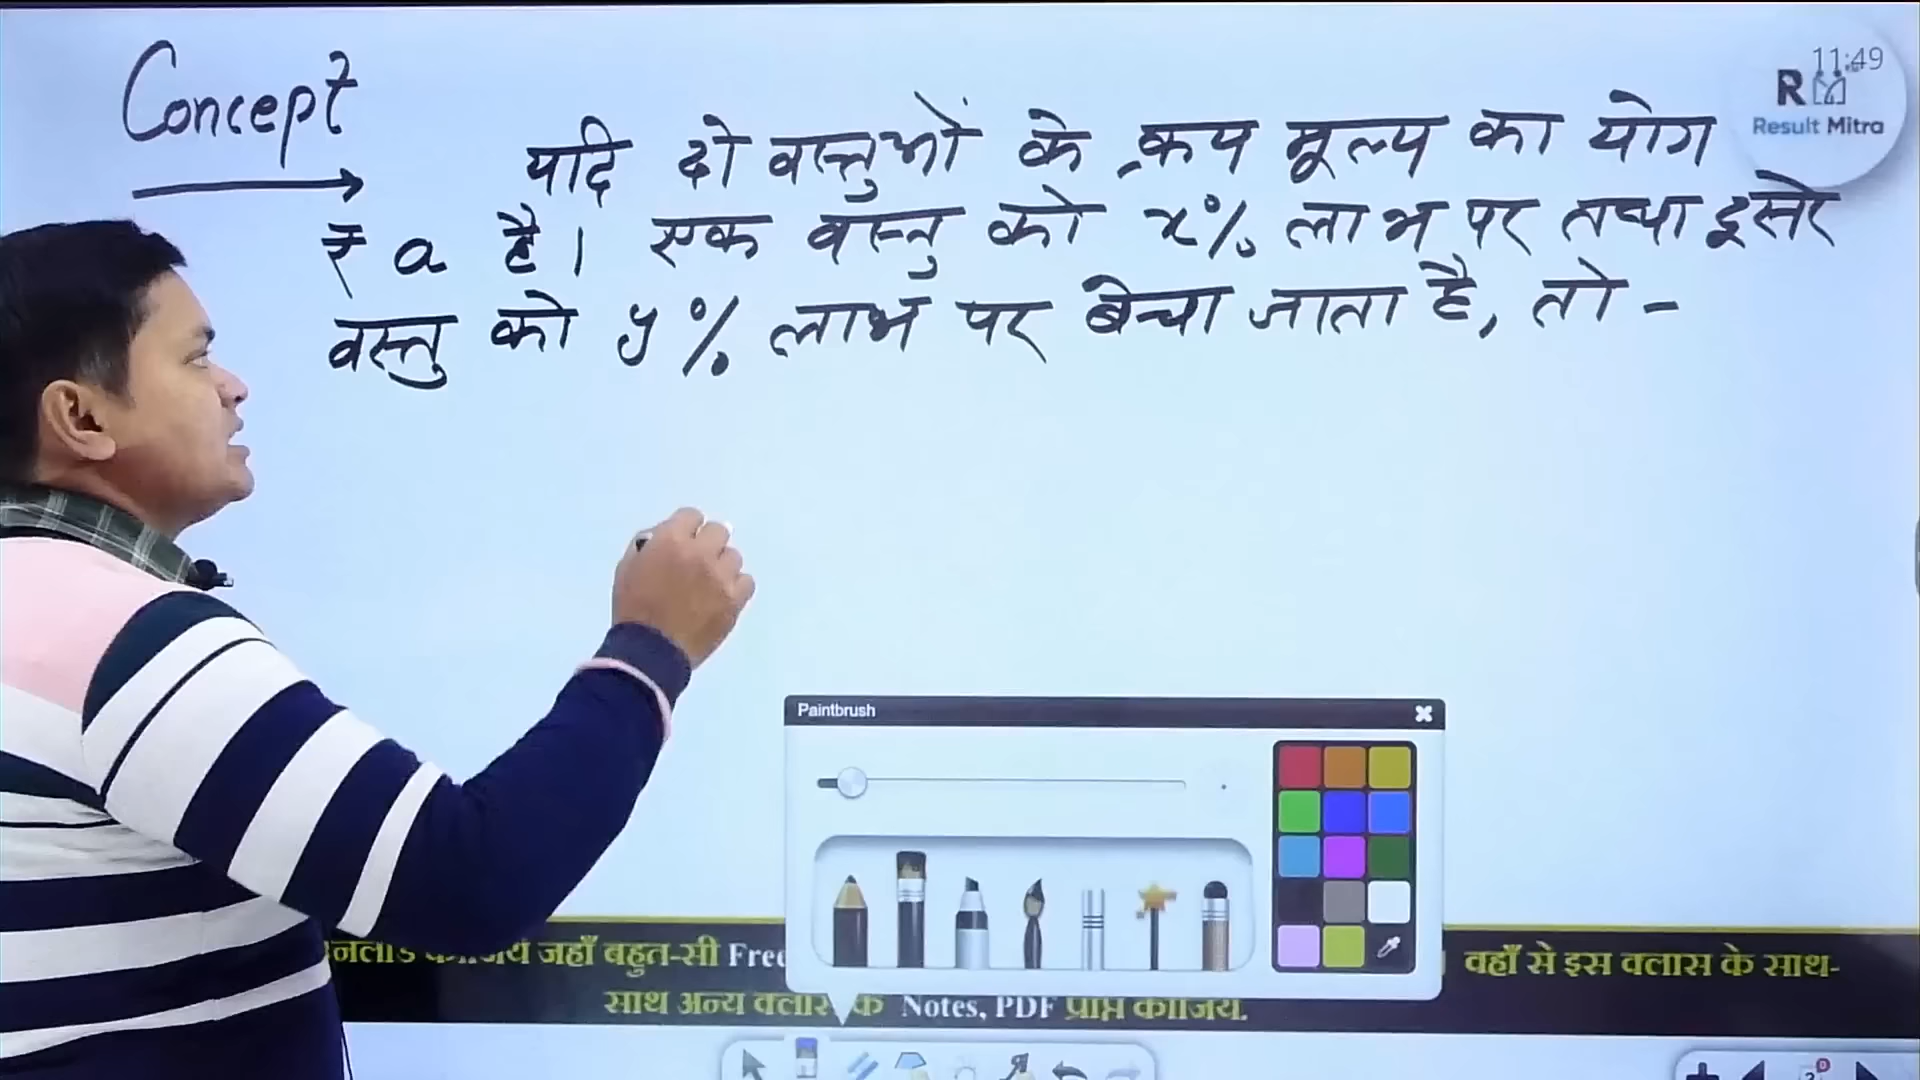 Concept
11:49
RM
Result Mitra
यदि दो वस्तुओं के क्रय मूल्य का योग
₹ a है। एक वस्तु को x% लाभ पर तथा दूसरे
वस्तु को y% लाभ पर बेचा जाता है, तो -
Paintbrush
जहाँ बहुत-सी Free वहाँ से इस क्लास के साथ-
साथ अन्य Notes, PDF प्राप्त कीजिये.